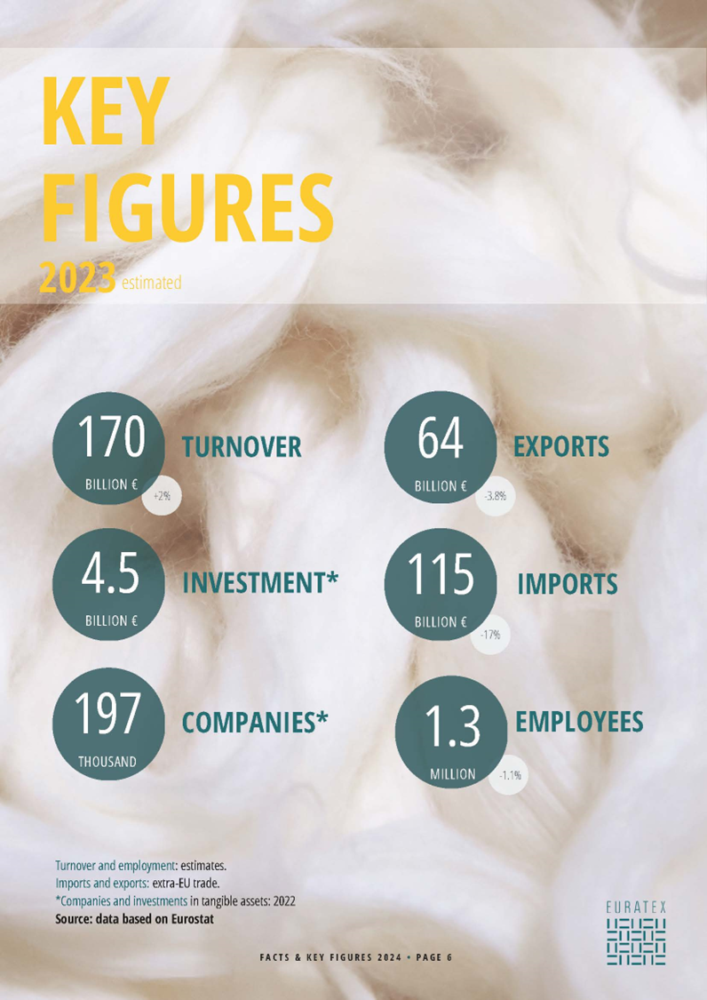 KEY
FIGURES
2023 estimated
170
BILLION €
+2%
TURNOVER
64
BILLION €
-3.8%
EXPORTS
4.5
BILLION €
INVESTMENT*
115
BILLION €
-17%
IMPORTS
197
THOUSAND
COMPANIES*
1.3
MILLION
-1.1%
EMPLOYEES
Turnover and employment: estimates.
Imports and exports: extra-EU trade.
*Companies and investments in tangible assets: 2022
Source: data based on Eurostat
EURATEX
FACTS & KEY FIGURES 2024 • PAGE 6